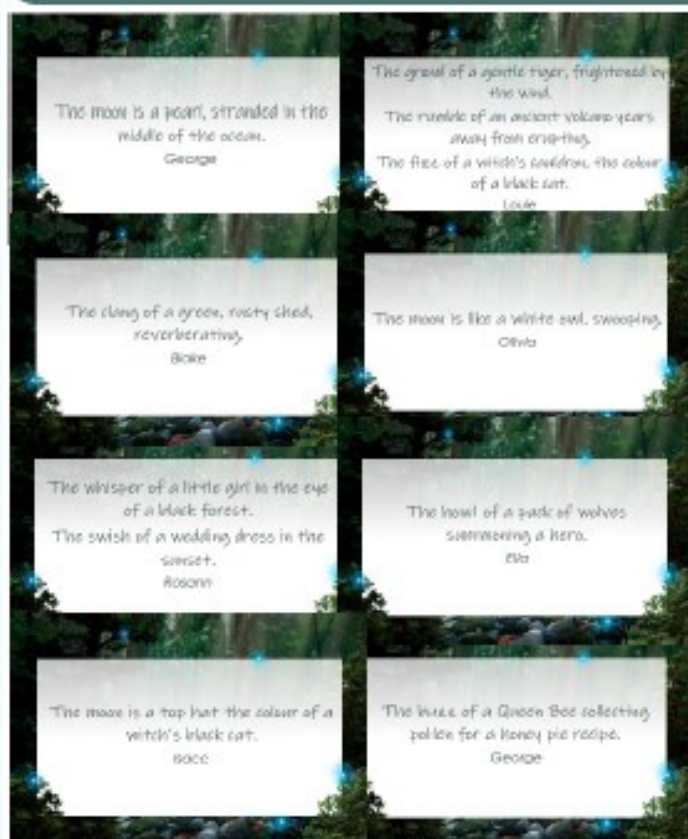 The moon is a pearl, stranded in the
middle of the ocean.
George
The growl of a gentle tiger, frightened by
the wind.
The rumble of an ancient volcano years
away from erupting.
The fizz of a witch's cauldron, the colour
of a black cat.
Louie
The clang of a green, rusty shed,
reverberating.
Blake
The moon is like a white owl, swooping.
Olivia
The whisper of a little girl in the eye
of a black forest.
The swish of a wedding dress in the
sunset.
Rosann
The howl of a pack of wolves
summoning a hero.
Ella
The moon is a top hat the colour of a
witch's black cat.
Isacc
The buzz of a Queen Bee collecting
pollen for a honey pie recipe.
George